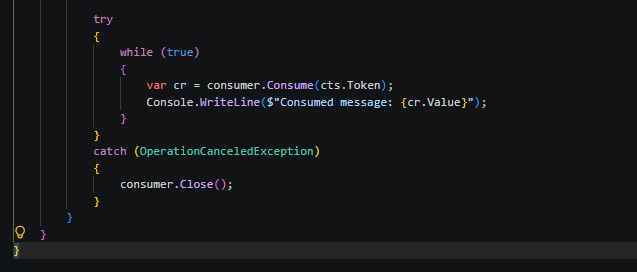 try
{
while (true)
{
var cr = consumer.Consume(cts.Token);
Console.WriteLine($"Consumed message: {cr.Value}");
}
}
catch (OperationCanceledException)
{
consumer.Close();
}
}
}
}